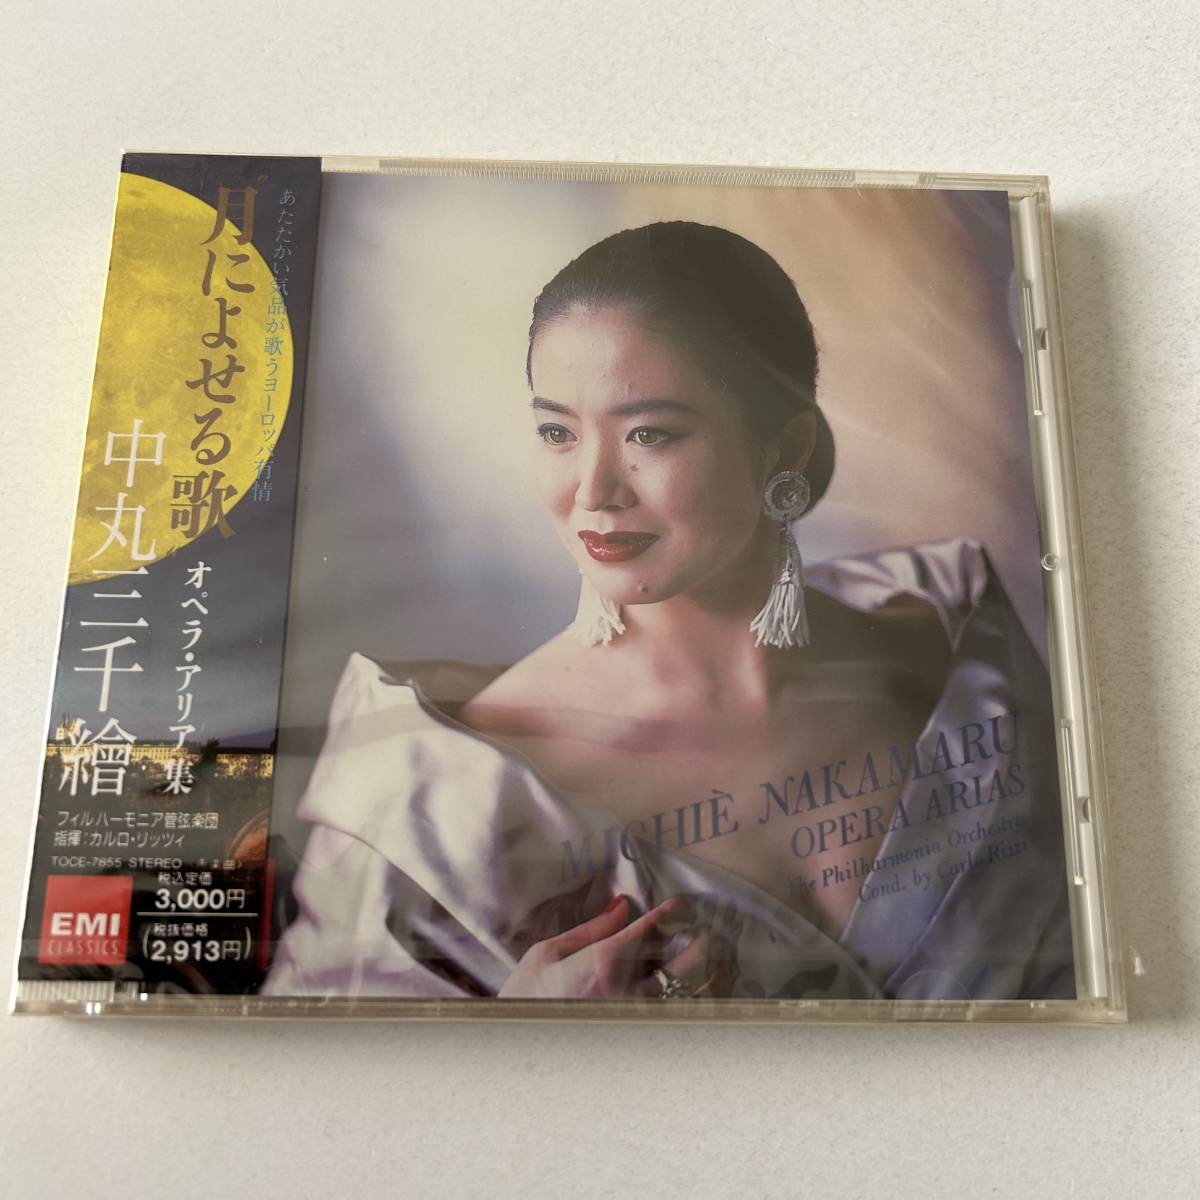 あたたかい気品が歌うヨーロッパ有情
"月によせる歌"
オペラ・アリア集
中丸三千繪
フィルハーモニア管弦楽団
指揮:カルロ・リッツィ
TOCE-7855 STEREO
税込定価
3,000円
税抜価格
(2,913円)
EMI
CLASSICS
MICHIÈ NAKAMARU
OPERA ARIAS
The Philharmonia Orchestra
Cond. by Carlo Rizzi